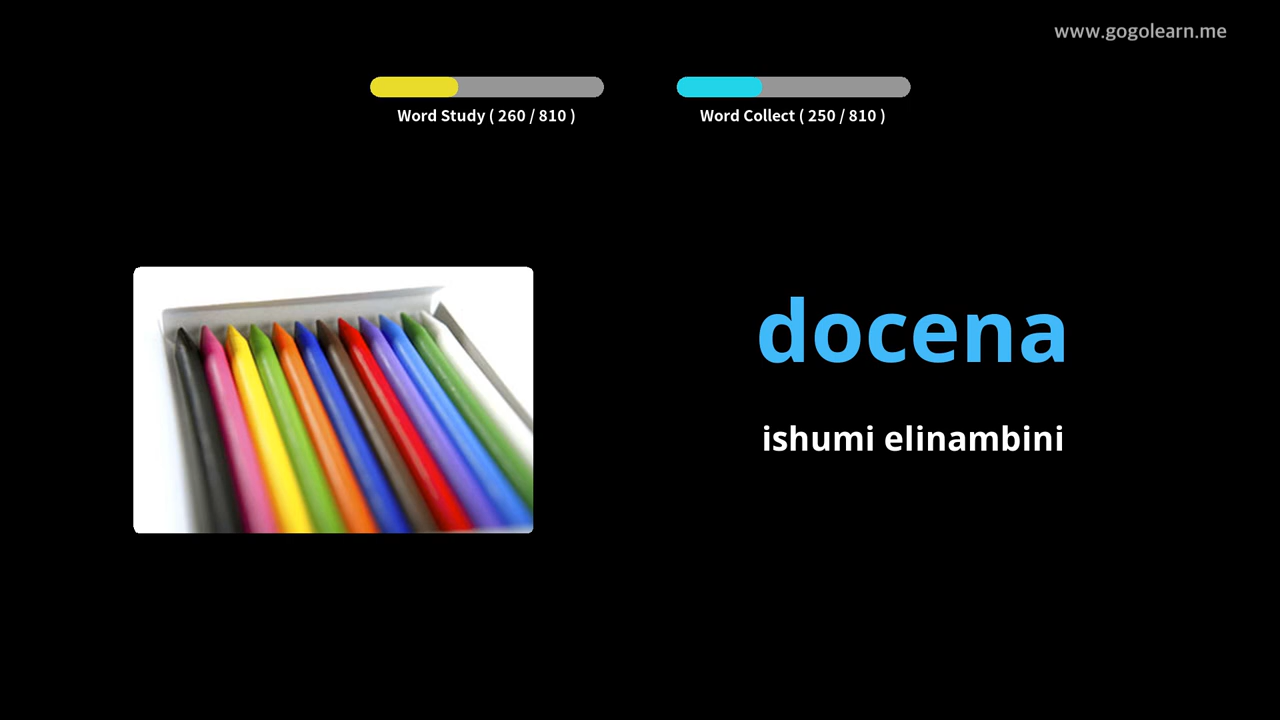 www.gogolearn.me
Word Study ( 260 / 810 )
Word Collect ( 250 / 810 )
docena
ishumi elinambini